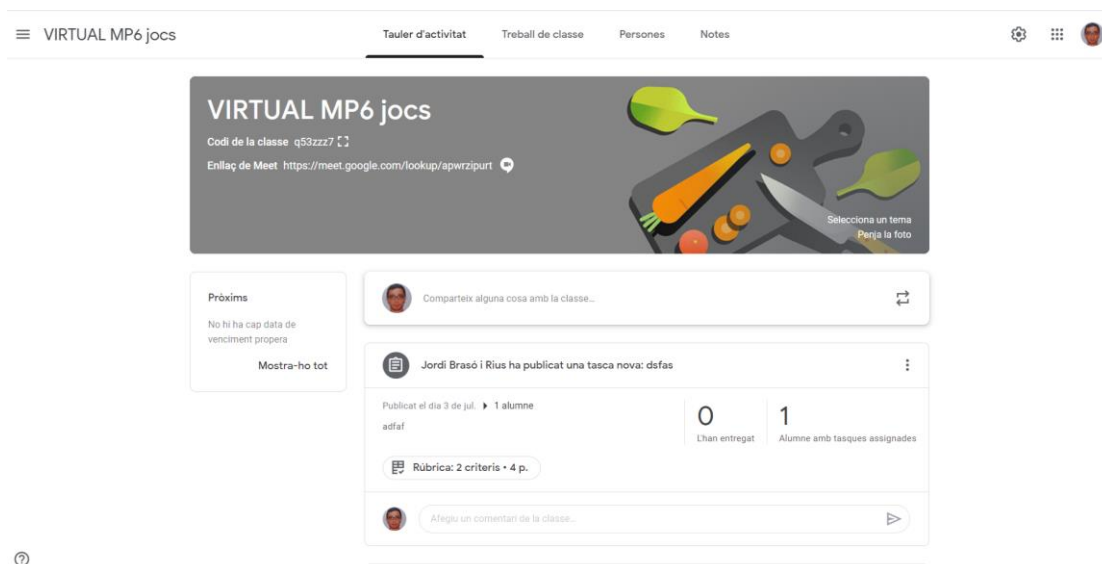 VIRTUAL MP6 jocs
Tauler d'activitat
Treball de classe
Persones
Notes
VIRTUAL MP6 jocs
Codi de la classe q53zzz7
Enllaç de Meet https://meet.google.com/lookup/apwrzipurt
Selecciona un tema
Penja la foto
Pròxims
No hi ha cap data de
venciment propera
Mostra-ho tot
Comparteix alguna cosa amb la classe…
Jordi Brasó i Rius ha publicat una tasca nova: dsfas
Publicat el dia 3 de jul. 1 alumne
adfaf
0
L'han entregat
1
Alumne amb tasques assignades
Rúbrica: 2 criteris • 4 p.
Afegiu un comentari de la classe…